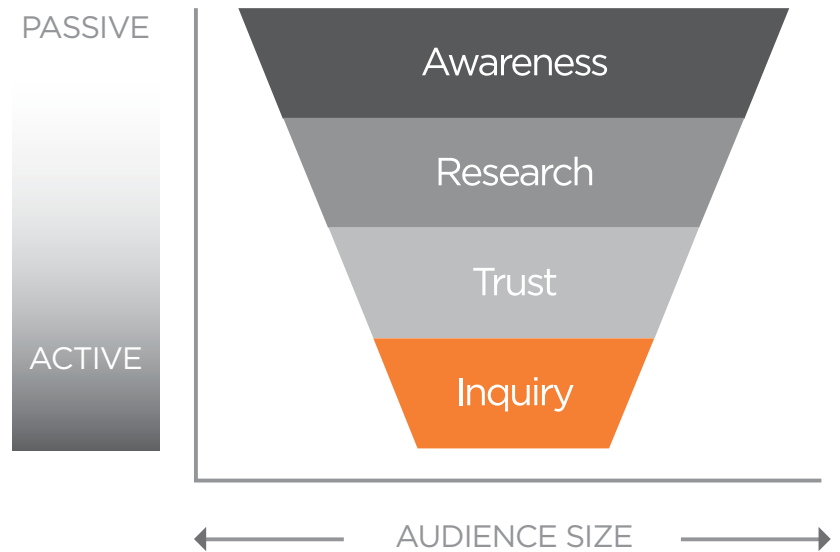 PASSIVE
Awareness
Research
Trust
ACTIVE
Inquiry
AUDIENCE SIZE